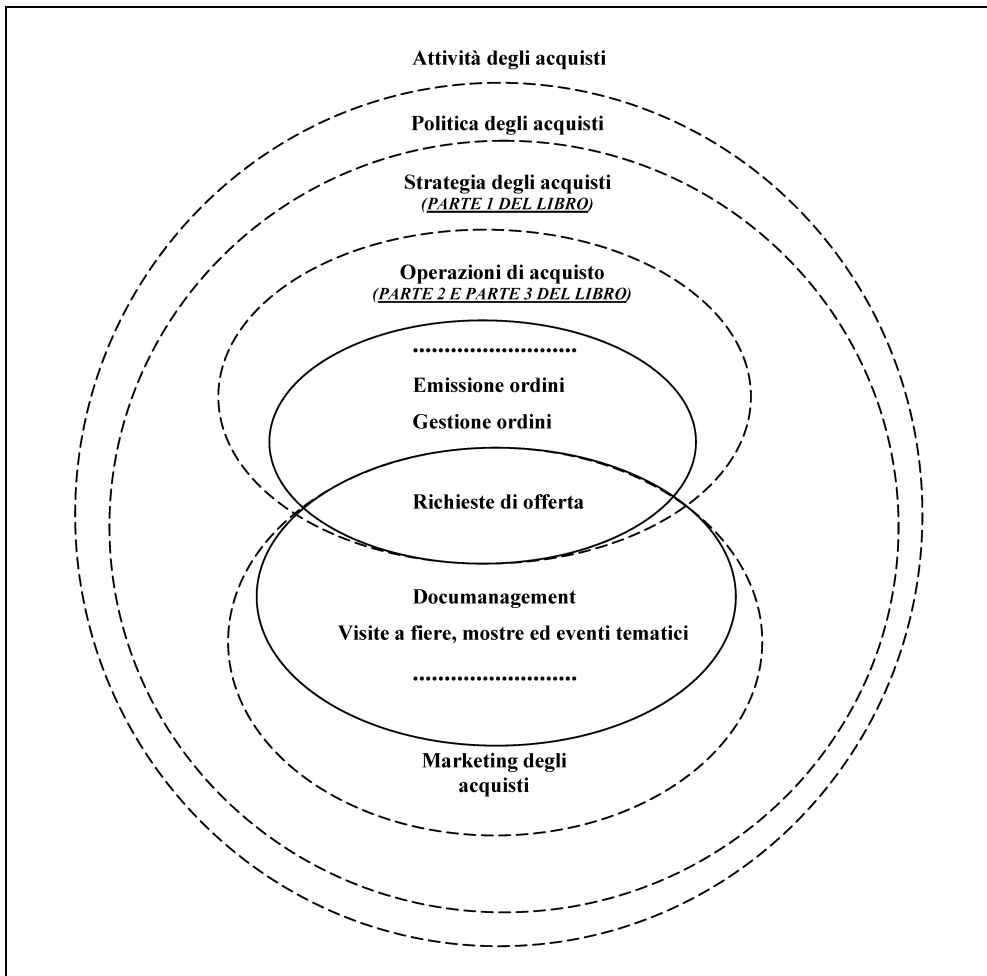 Attività degli acquisti
Politica degli acquisti
Strategia degli acquisti
(PARTE 1 DEL LIBRO)
Operazioni di acquisto
(PARTE 2 E PARTE 3 DEL LIBRO)
...........................
Emissione ordini
Gestione ordini
Richieste di offerta
Documanagement
Visite a fiere, mostre ed eventi tematici
...........................
Marketing degli
acquisti